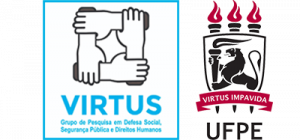 VIRTUS
Grupo de Pesquisa em Defesa Social,
Segurança Pública e Direitos Humanos
VIRTUS IMPAVIDA
UFPE